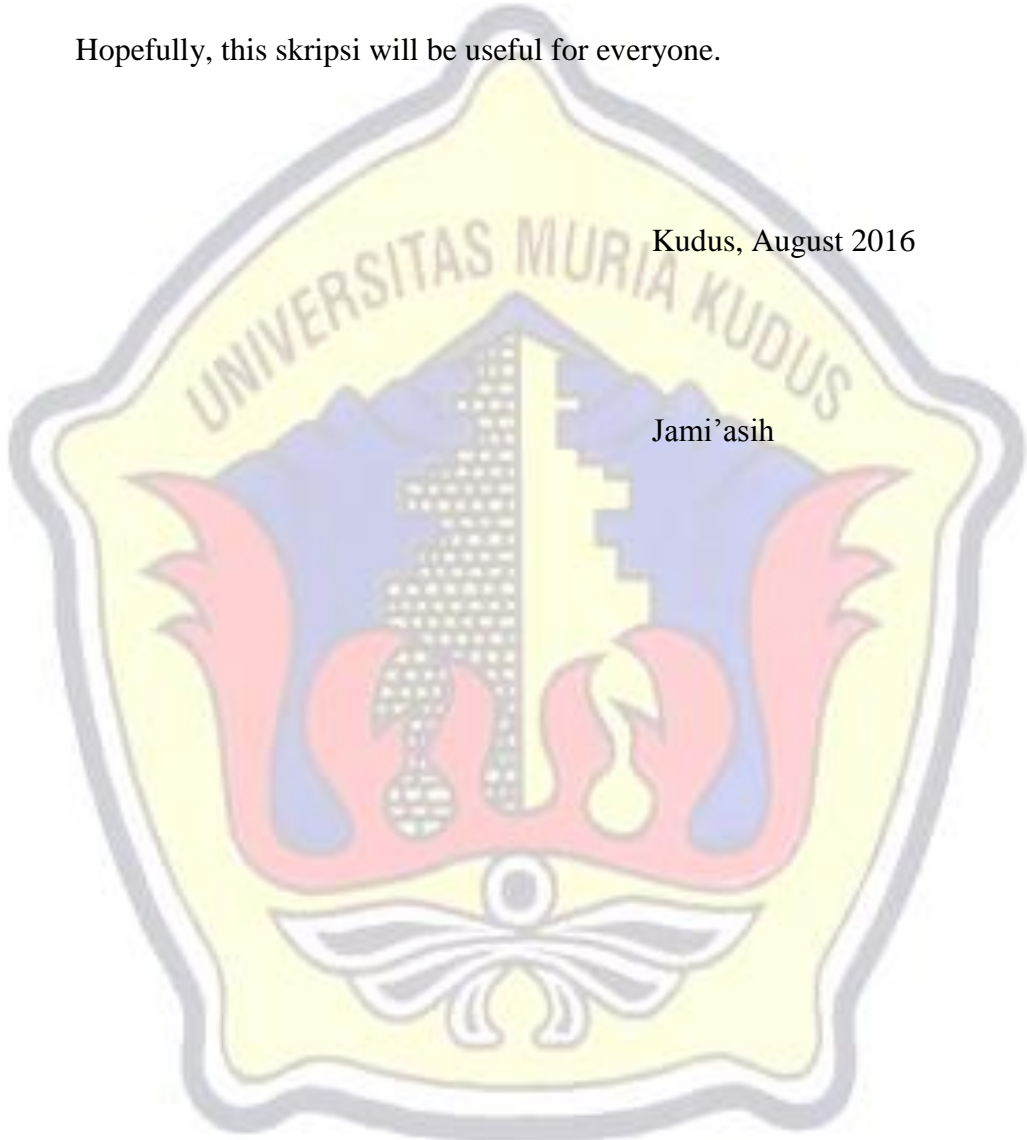 Hopefully, this skripsi will be useful for everyone.
UNIVERSITAS MURIA KUDUS
Kudus, August 2016
Jami’asih